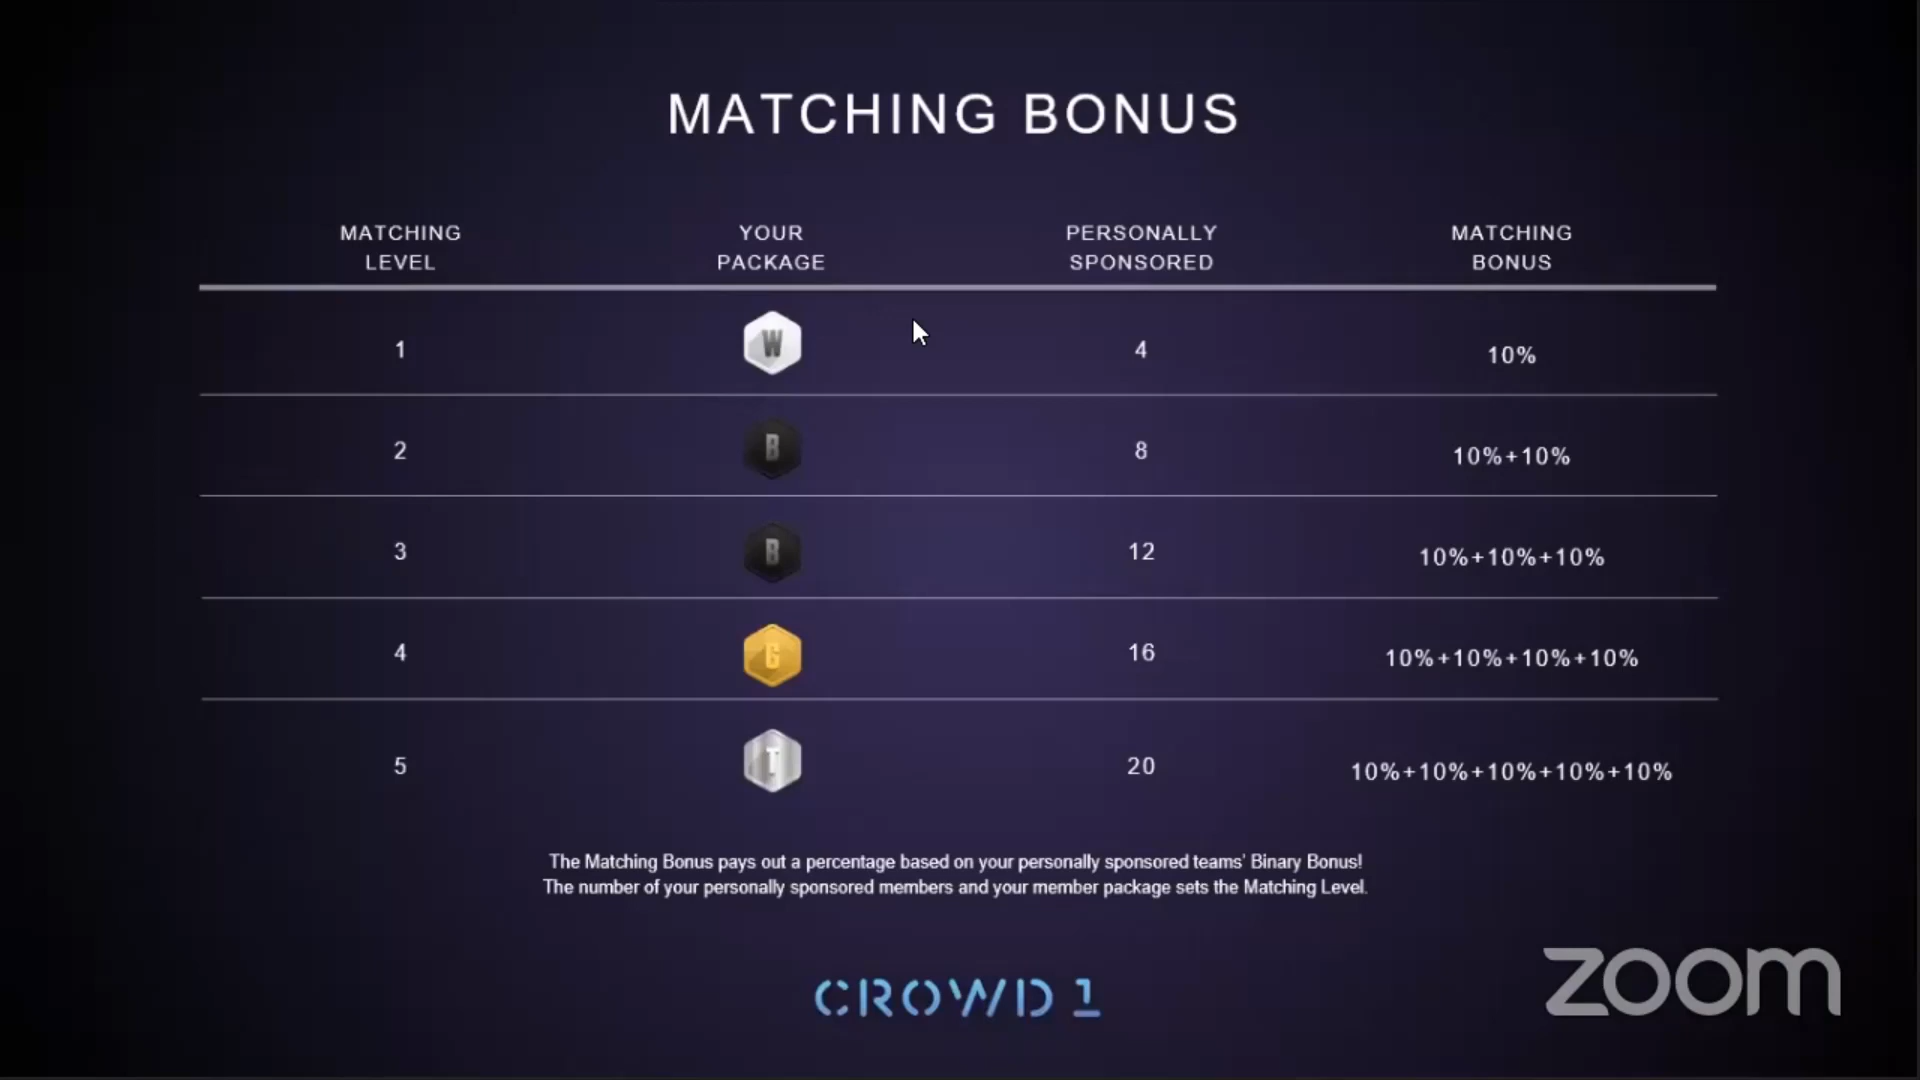 MATCHING BONUS
MATCHING LEVEL
YOUR PACKAGE
PERSONALLY SPONSORED
MATCHING BONUS
1 W 4 10%
2 B 8 10%+10%
3 B 12 10%+10%+10%
4 G 16 10%+10%+10%+10%
5 T 20 10%+10%+10%+10%+10%
The Matching Bonus pays out a percentage based on your personally sponsored teams' Binary Bonus!
The number of your personally sponsored members and your member package sets the Matching Level.
CROWD 1
zoom